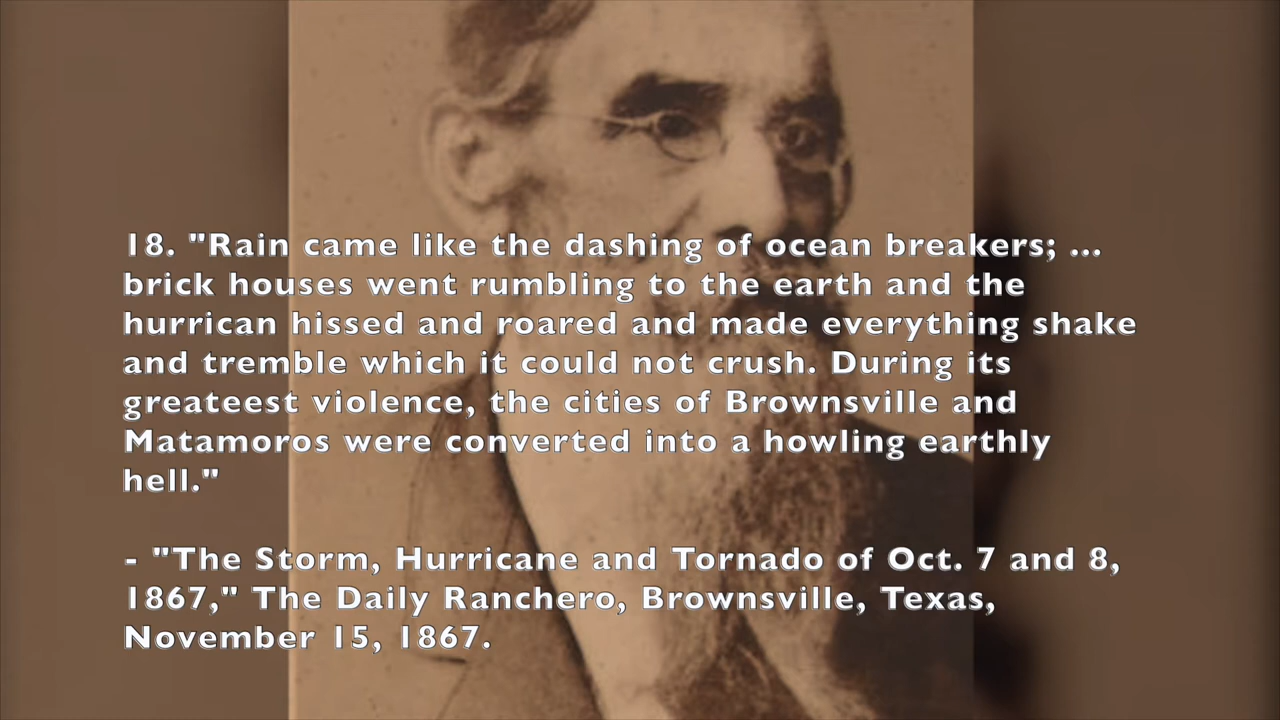 18. "Rain came like the dashing of ocean breakers; ...
brick houses went rumbling to the earth and the
hurrican hissed and roared and made everything shake
and tremble which it could not crush. During its
greateest violence, the cities of Brownsville and
Matamoros were converted into a howling earthly
hell."
- "The Storm, Hurricane and Tornado of Oct. 7 and 8,
1867," The Daily Ranchero, Brownsville, Texas,
November 15, 1867.